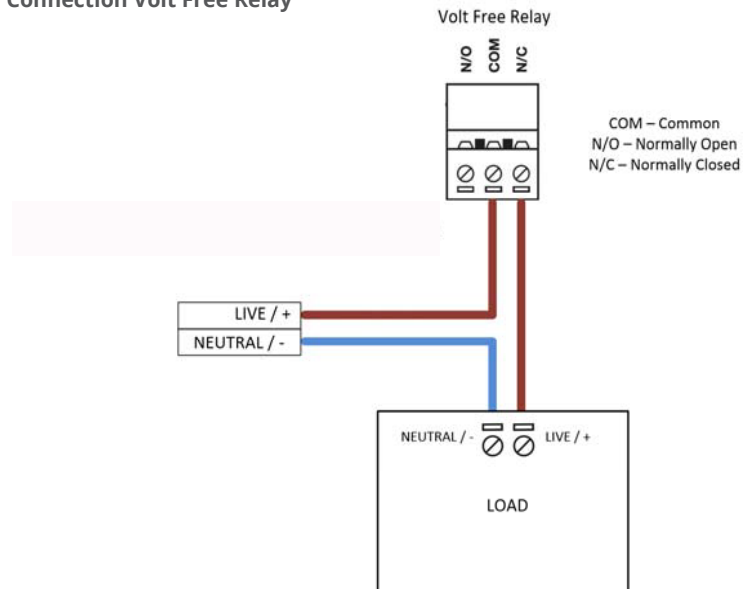 Connection Volt Free Relay
Volt Free Relay
N/O COM N/C
COM – Common
N/O – Normally Open
N/C – Normally Closed
LIVE / +
NEUTRAL / -
NEUTRAL / - LIVE / +
LOAD